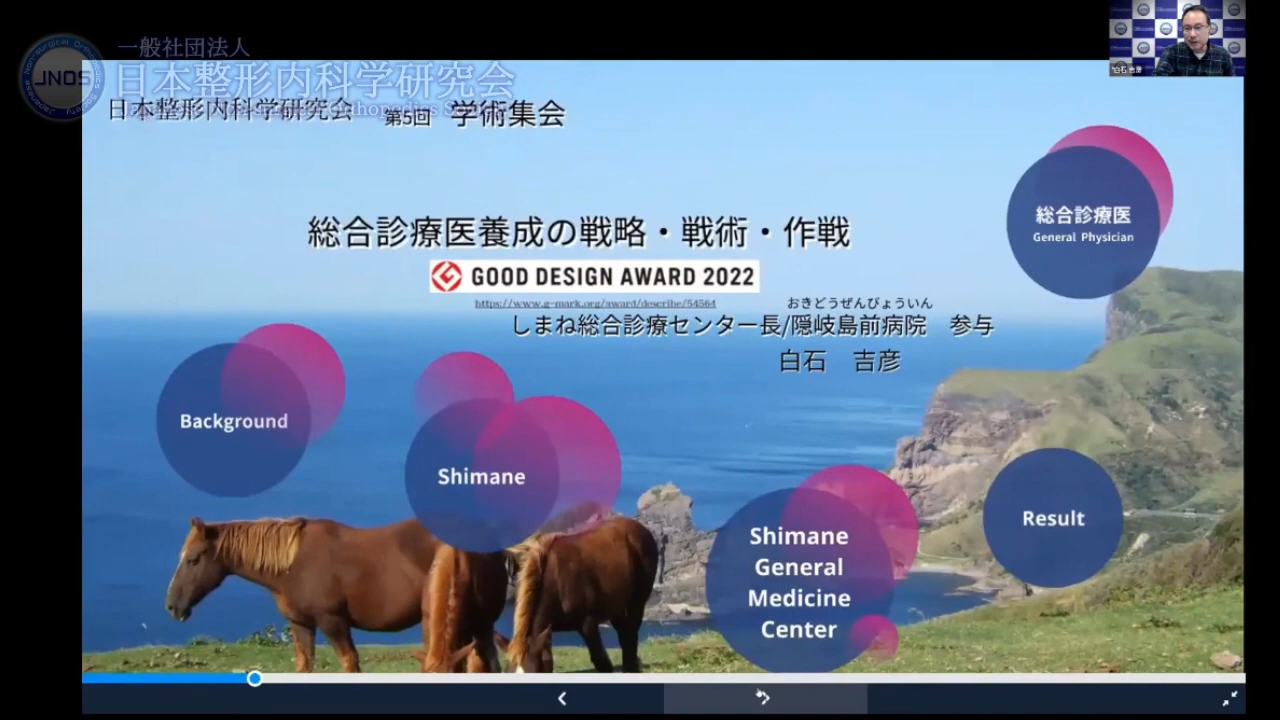 一般社団法人
JNOS
日本整形内科学研究会
日本整形内科学研究会 第5回 学術集会
総合診療医
General Physician
総合診療医養成の戦略・戦術・作戦
GOOD DESIGN AWARD 2022
https://www.g-mark.org/award/describe/54564
おきどうぜんびょういん
しまね総合診療センター長/隠岐島前病院 参与
白石 吉彦
Background
Shimane
Shimane
General
Medicine
Center
Result
白石 吉彦